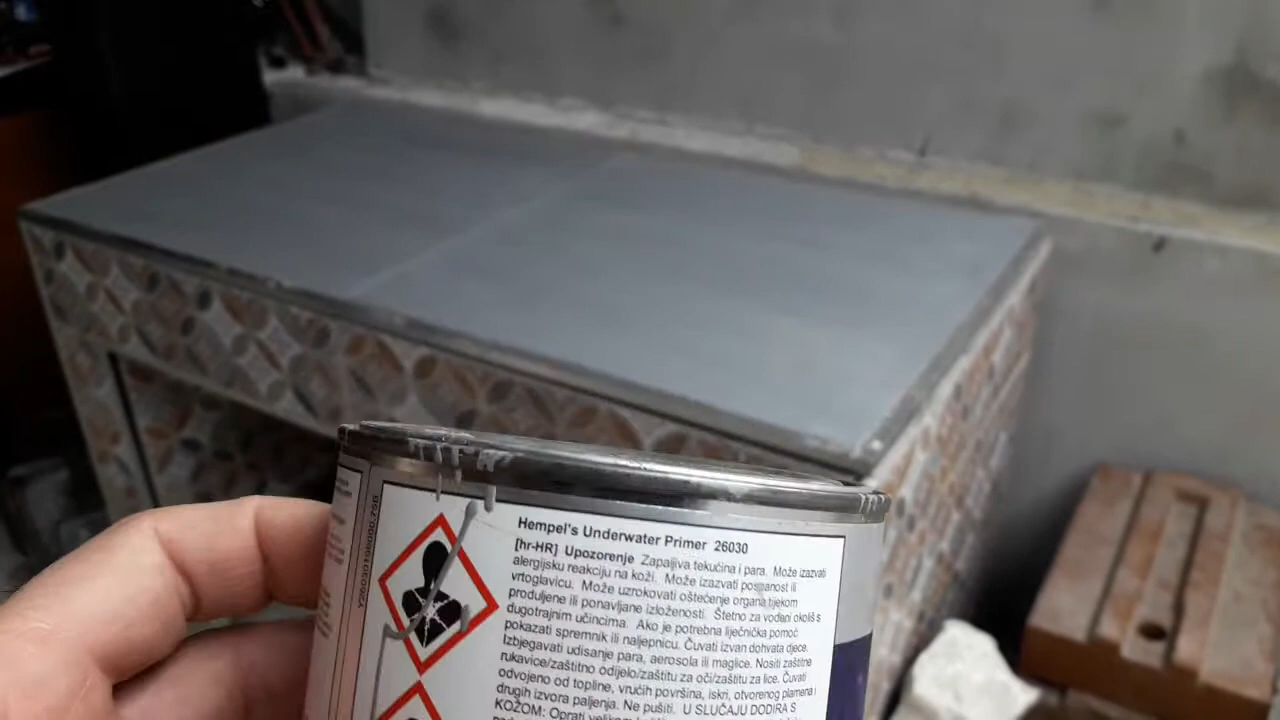 Hempel's Underwater Primer 26030
[hr-HR] Upozorenje Zapaljiva tekućina i para. Može izazvati
alergijsku reakciju na koži. Može izazvati pospanost ili
vrtoglavicu. Može uzrokovati oštećenje organa tijekom
produljene ili ponavljane izloženosti. Štetno za vodeni okoliš s
dugotrajnim učincima. Ako je potrebna liječnička pomoć
pokazati spremnik ili naljepnicu. Čuvati izvan dohvata djece.
Izbjegavati udisanje para, aerosola ili maglice. Nositi zaštitne
rukavice/zaštitno odijelo/zaštitu za oči/zaštitu za lice. Čuvati
odvojeno od topline, vrućih površina, iskri, otvorenog plamena i
drugih izvora paljenja. Ne pušiti. U SLUČAJU DODIRA S
KOŽOM: Oprati